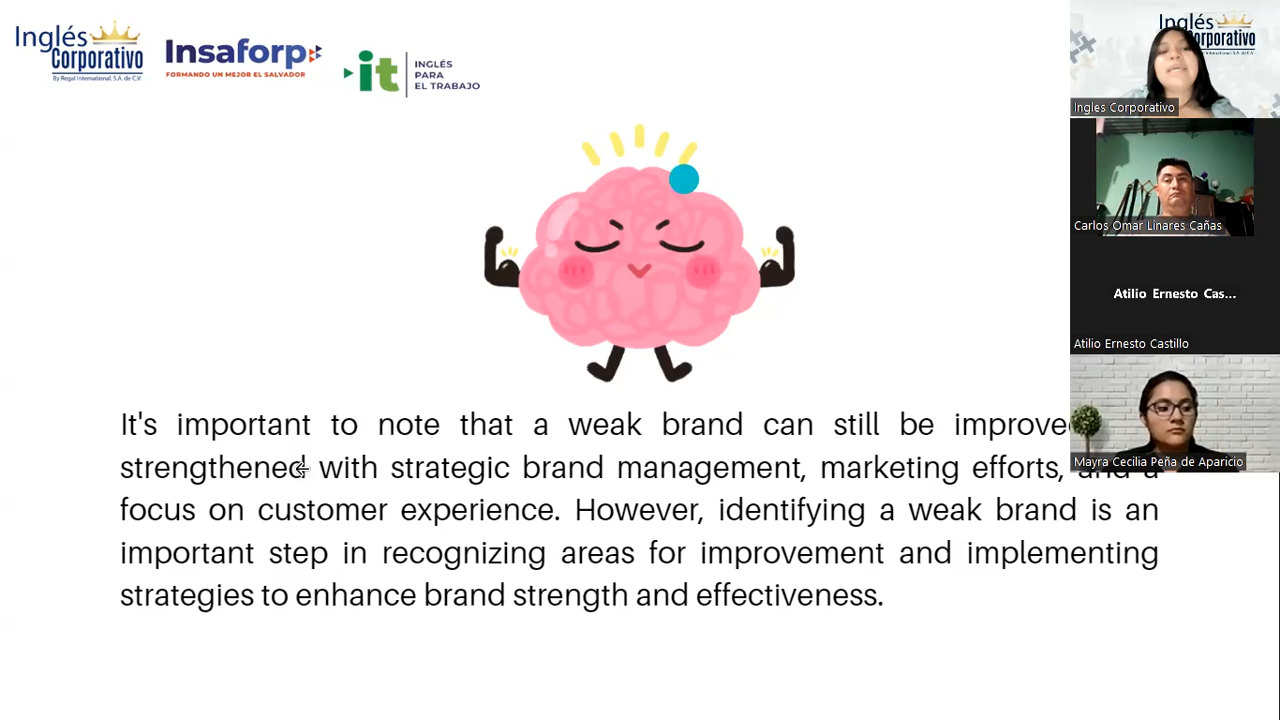 Inglés
Corporativo
By Regal International, S.A. de C.V.
Insaforp
FORMANDO UN MEJOR EL SALVADOR
it
INGLÉS
PARA
EL TRABAJO
Inglés
Corporativo
Ingles Corporativo
Carlos Omar Linares Cañas
Atilio Ernesto Cas...
Atilio Ernesto Castillo
Mayra Cecilia Peña de Aparicio
It's important to note that a weak brand can still be improve
strengthened with strategic brand management, marketing efforts, and a
focus on customer experience. However, identifying a weak brand is an
important step in recognizing areas for improvement and implementing
strategies to enhance brand strength and effectiveness.